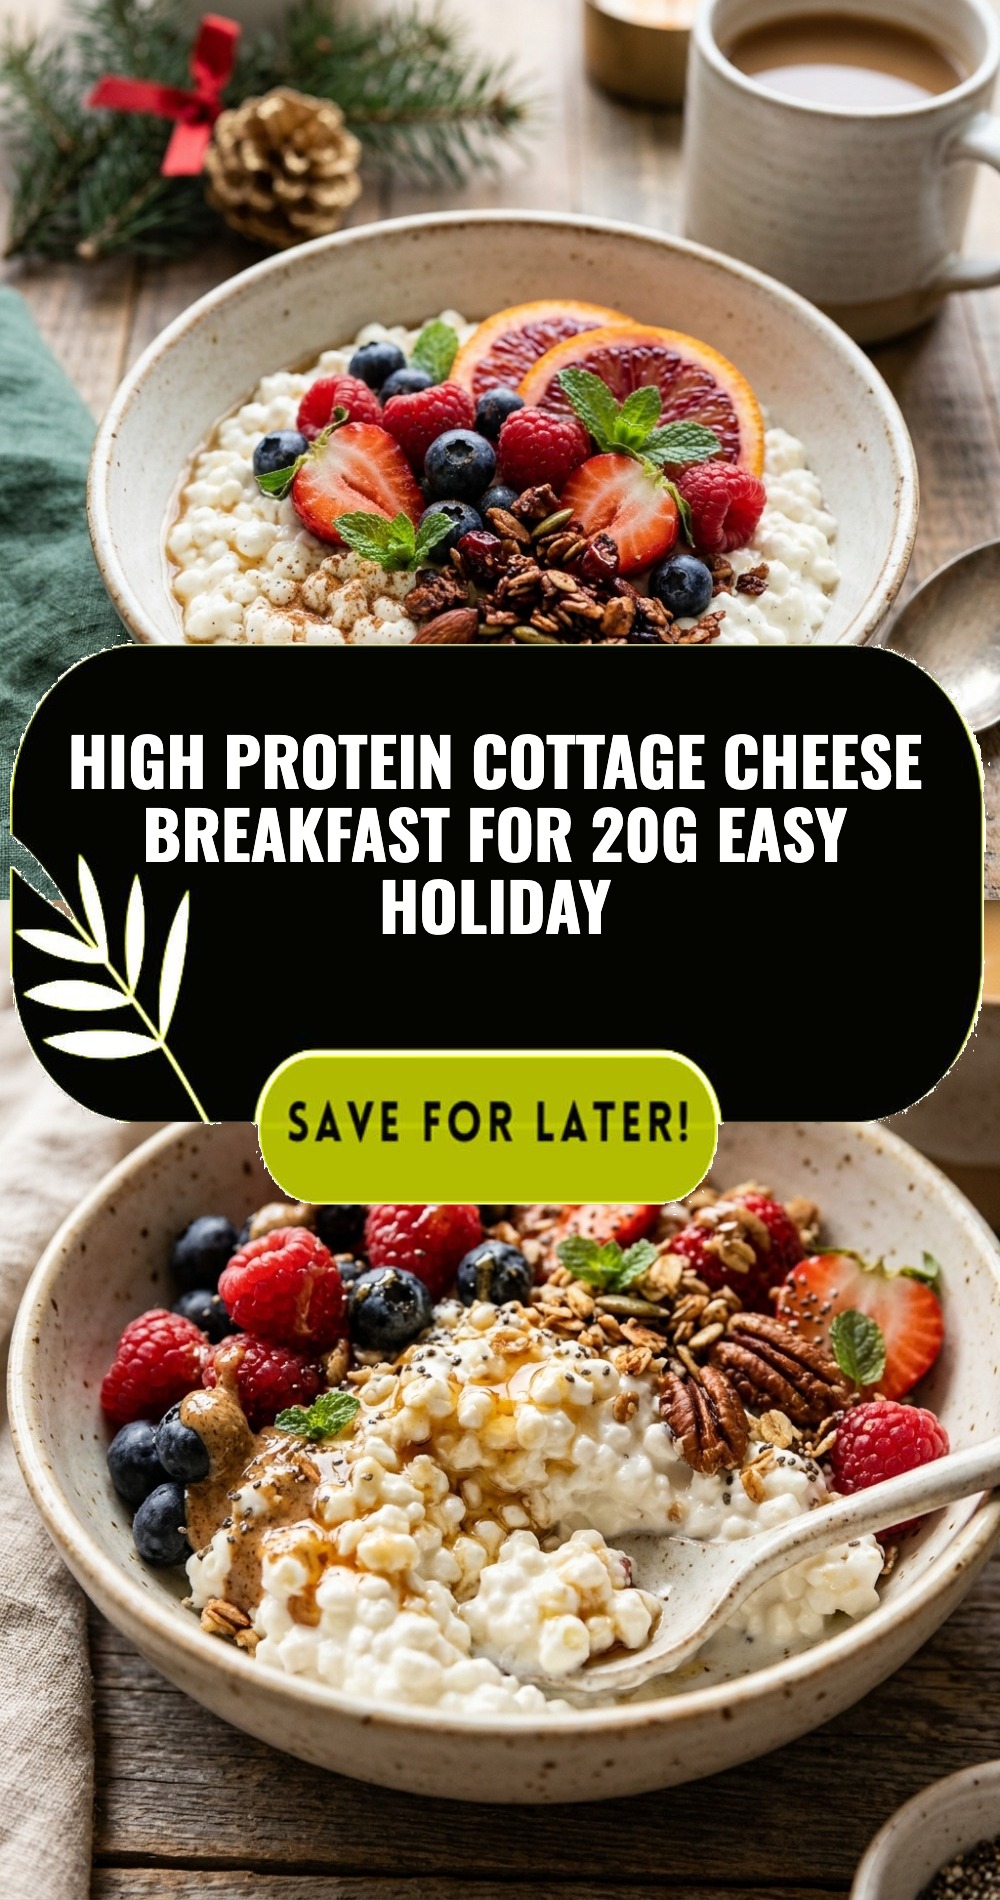 HIGH PROTEIN COTTAGE CHEESE
BREAKFAST FOR 20G EASY
HOLIDAY
SAVE FOR LATER!